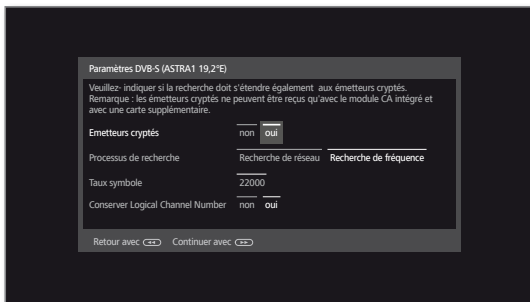 Paramètres DVB-S (ASTRA1 19,2°E)
Veuillez- indiquer si la recherche doit s'étendre également aux émetteurs cryptés.
Remarque : les émetteurs cryptés ne peuvent être reçus qu'avec le module CA intégré et
avec une carte supplémentaire.
Emetteurs cryptés non oui
Processus de recherche Recherche de réseau Recherche de fréquence
Taux symbole 22000
Conserver Logical Channel Number non oui
Retour avec Continuer avec